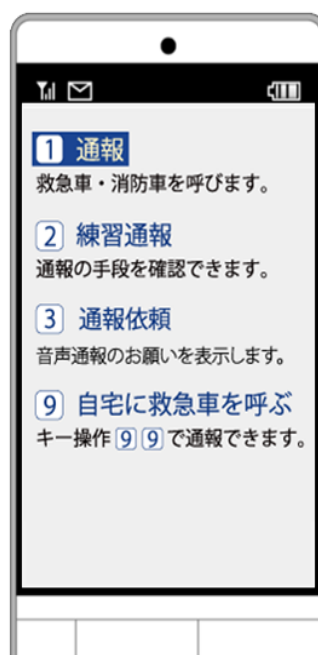 1 通報
救急車・消防車を呼びます。
2 練習通報
通報の手段を確認できます。
3 通報依頼
音声通報のお願いを表示します。
9 自宅に救急車を呼ぶ
キー操作99で通報できます。